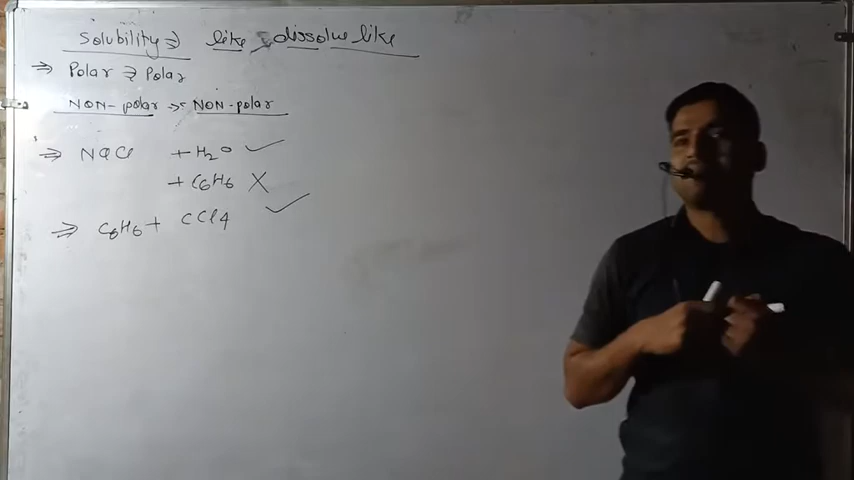 Solubility ⇒ like dissolve like
⇒ Polar ⇒ Polar
NON-polar → NON-polar
⇒ NaCl + H₂O ✓
+ C₆H₆ X
⇒ C₆H₆ + CCl₄ ✓